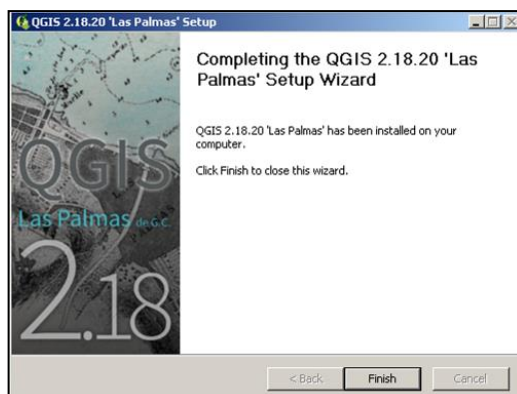 QGIS 2.18.20 'Las Palmas' Setup
Completing the QGIS 2.18.20 'Las
Palmas' Setup Wizard
QGIS 2.18.20 'Las Palmas' has been installed on your
computer.
Click Finish to close this wizard.
QGIS
Las Palmas de G.C.
2.18
< Back
Finish
Cancel